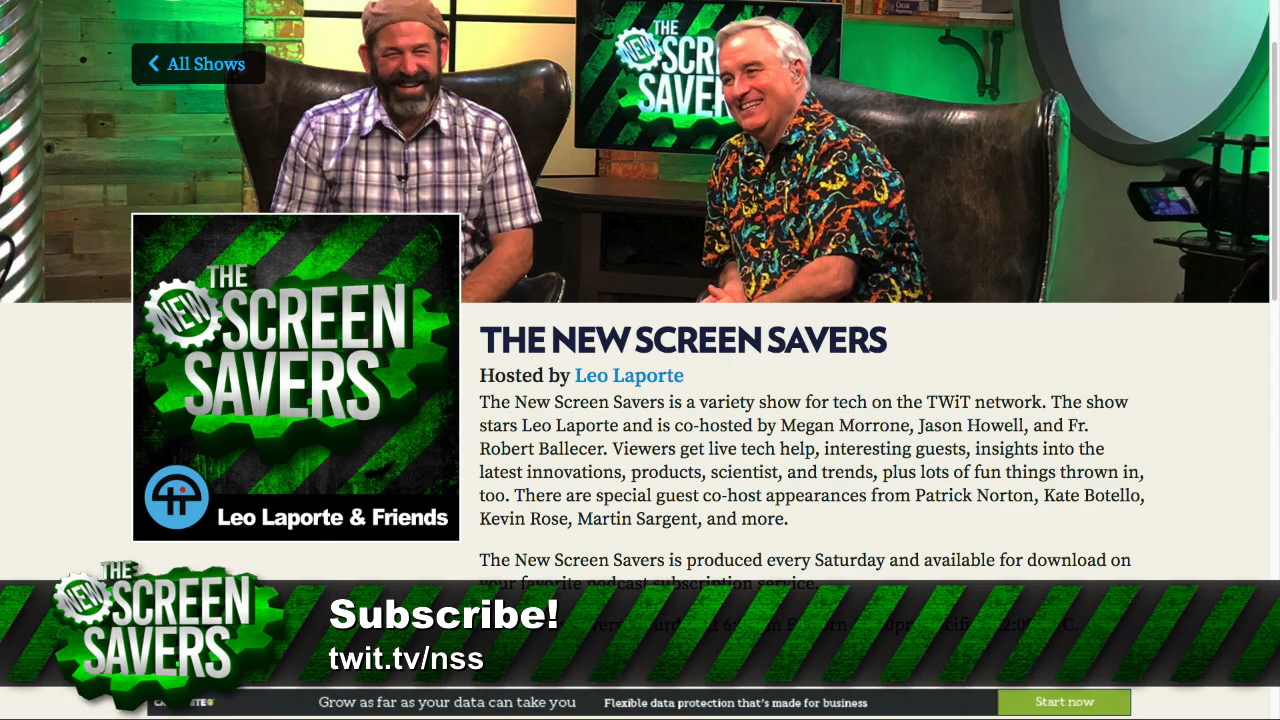 All Shows
THE
NEW
SCREEN
SAVERS
THE
NEW
SCREEN
SAVERS
Leo Laporte & Friends
THE NEW SCREEN SAVERS
Hosted by Leo Laporte
The New Screen Savers is a variety show for tech on the TWiT network. The show
stars Leo Laporte and is co-hosted by Megan Morrone, Jason Howell, and Fr.
Robert Ballecer. Viewers get live tech help, interesting guests, insights into the
latest innovations, products, scientist, and trends, plus lots of fun things thrown in,
too. There are special guest co-host appearances from Patrick Norton, Kate Botello,
Kevin Rose, Martin Sargent, and more.
The New Screen Savers is produced every Saturday and available for download on
your favorite podcast subscription service.
THE
NEW
SCREEN
SAVERS
Subscribe!
twit.tv/nss
Grow as far as your data can take you
Flexible data protection that's made for business
Start now